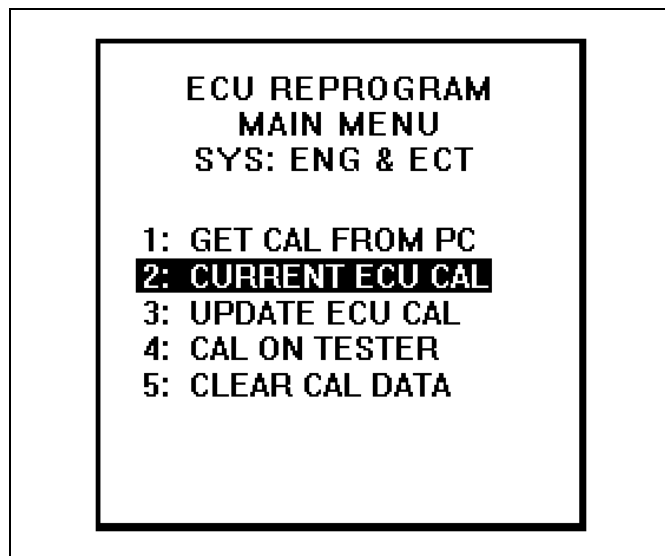 ECU REPROGRAM
MAIN MENU
SYS: ENG & ECT
1: GET CAL FROM PC
2: CURRENT ECU CAL
3: UPDATE ECU CAL
4: CAL ON TESTER
5: CLEAR CAL DATA